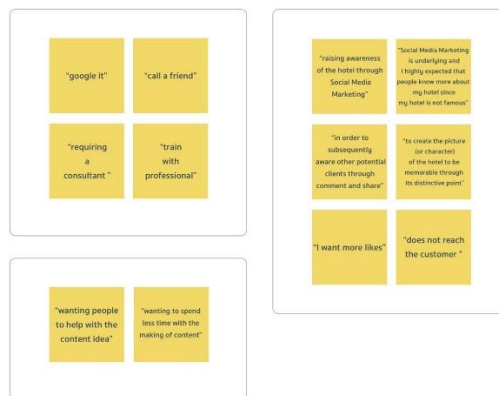 “google it”
“call a friend”
“requiring
a
consultant ”
“train
with
professional”
“wanting people
to help with the
content idea”
“wanting to spend
less time with the
making of content”
“raising awareness
of the hotel through
Social Media
Marketing”
“Social Media Marketing
is underlying and
I highly expected that
people know more about
my hotel since
my hotel is not famous”
“in order to
subsequently
aware other potential
clients through
comment and share”
“to create the picture
(or character)
of the hotel to be
memorable through
its distinctive point”
“I want more likes”
“does not reach
the customer ”